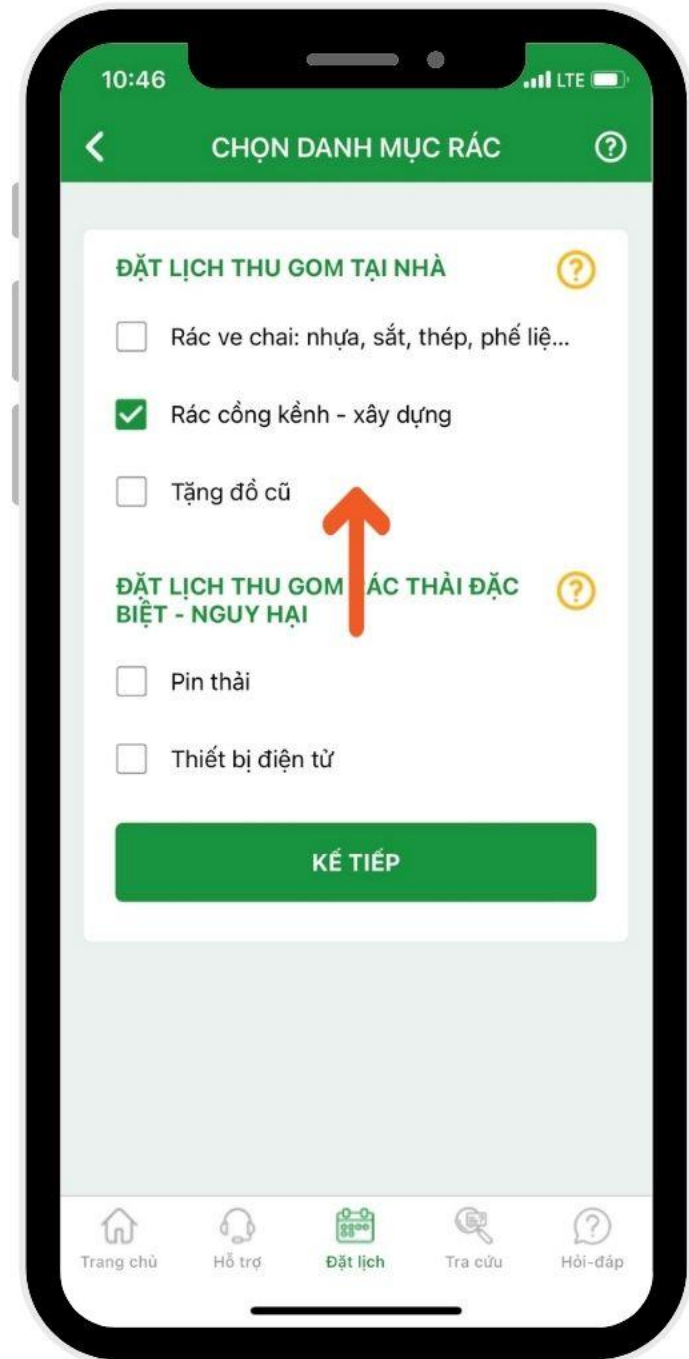 10:46
LTE
CHỌN DANH MỤC RÁC
ĐẶT LỊCH THU GOM TẠI NHÀ
Rác ve chai: nhựa, sắt, thép, phế liệ...
Rác cồng kềnh - xây dựng
Tặng đồ cũ
ĐẶT LỊCH THU GOM RÁC THẢI ĐẶC
BIỆT - NGUY HẠI
Pin thải
Thiết bị điện tử
KẾ TIẾP
Trang chủ Hỗ trợ Đặt lịch Tra cứu Hỏi-đáp